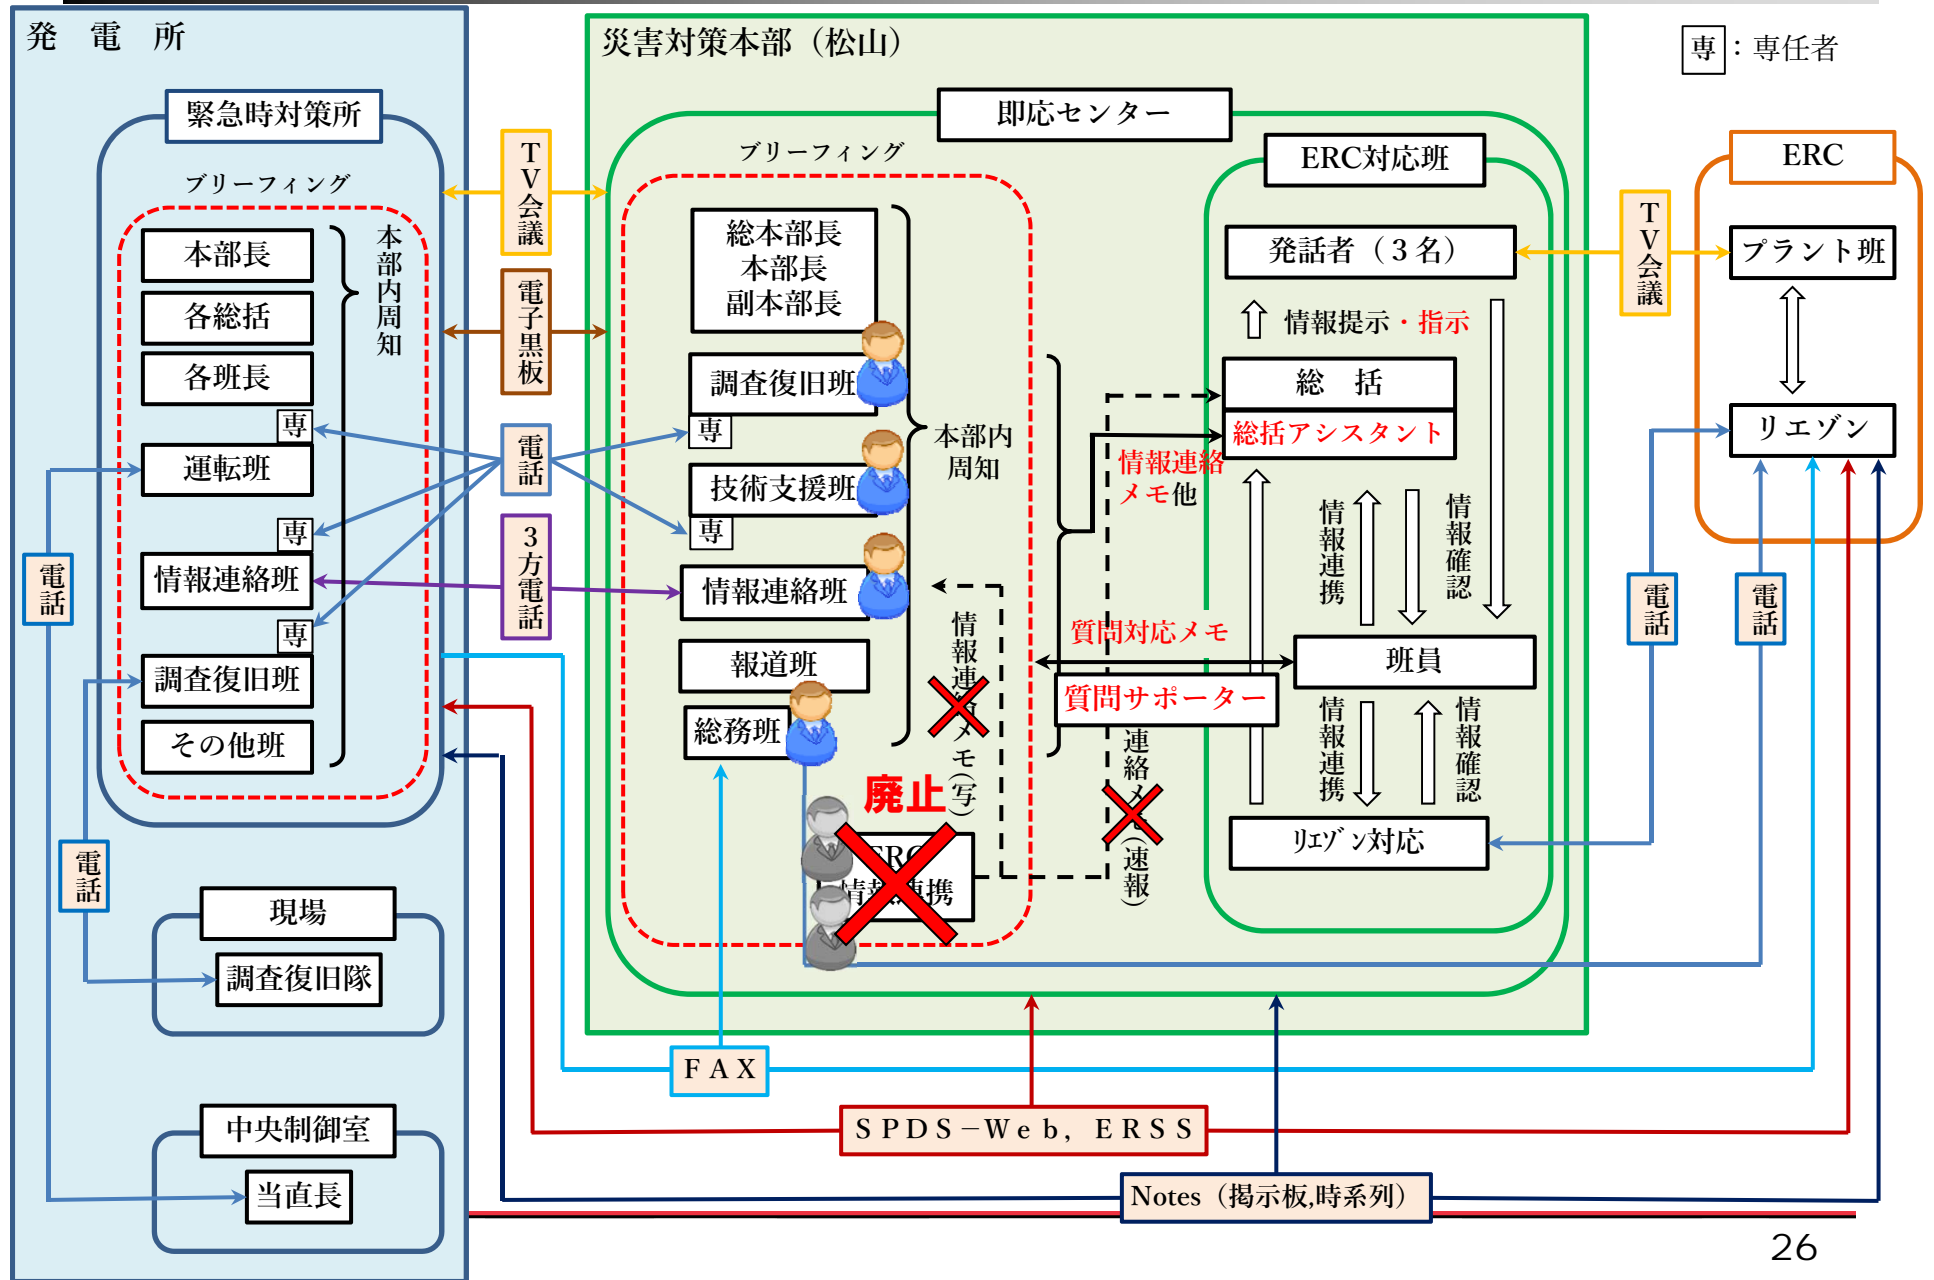 発 電 所
緊急時対策所
ブリーフィング
本部長
各総括
各班長
専
運転班
専
情報連絡班
専
調査復旧班
その他班
本部内周知
電話
電話
現場
調査復旧隊
中央制御室
当直長
TV会議
電子黒板
電話
3方電話
災害対策本部（松山）
即応センター
ブリーフィング
総本部長
本部長
副本部長
調査復旧班
専
技術支援班
専
情報連絡班
報道班
総務班
廃止
情報連携
本部内
周知
情報連絡
メモ他
質問対応メモ
質問サポーター
連絡メモ(速報)
ERC対応班
発話者（３名）
情報提示・指示
総 括
総括アシスタント
情報連携
情報確認
班員
情報連携
情報確認
ﾘｴｿﾞﾝ対応
専：専任者
TV会議
ERC
プラント班
リエゾン
電話
電話
ＦＡＸ
ＳＰＤＳ－Ｗｅｂ，ＥＲＳＳ
Notes（掲示板,時系列）
26